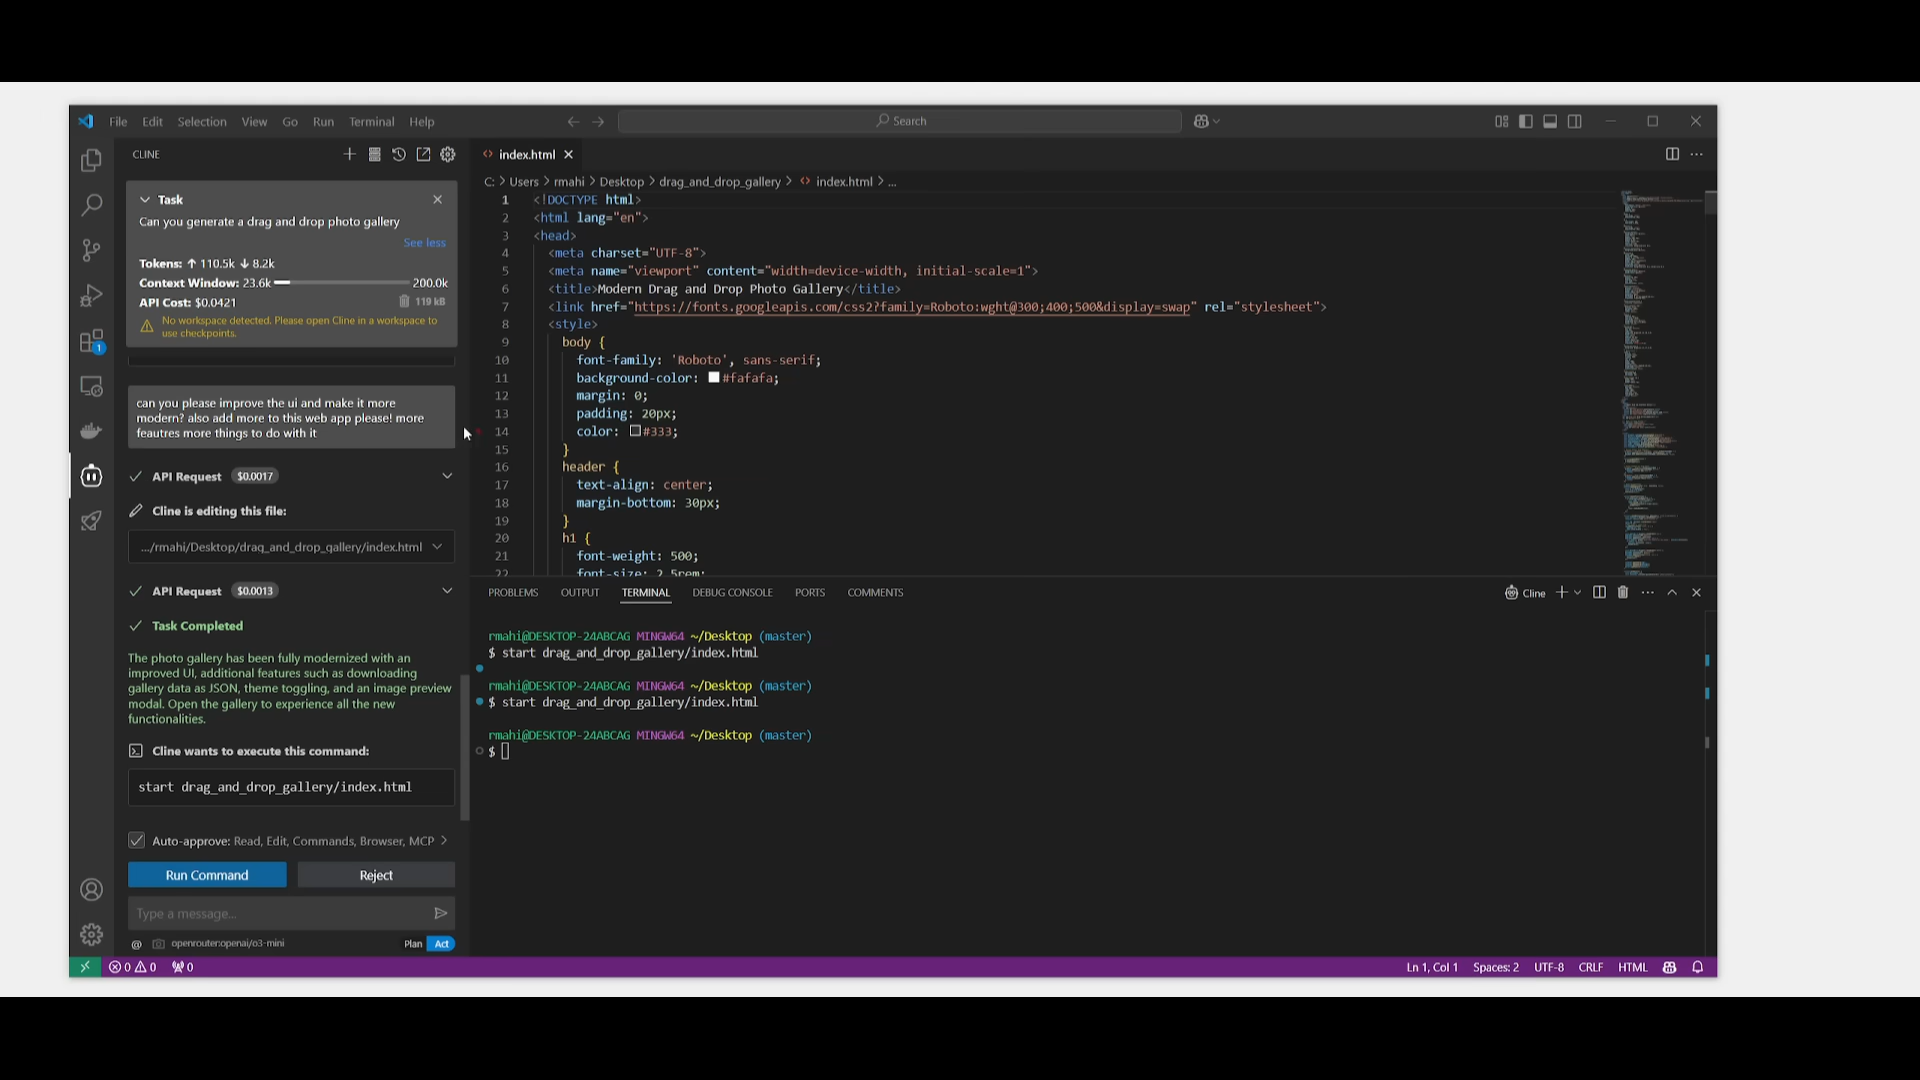 File Edit Selection View Go Run Terminal Help
Search
CLINE
Task
Can you generate a drag and drop photo gallery
See less
Tokens: ↑ 110.5k ↓ 8.2k
Context Window: 23.6k 200.0k
API Cost: $0.0421 119 kB
No workspace detected. Please open Cline in a workspace to
use checkpoints.
can you please improve the ui and make it more
modern? also add more to this web app please! more
feautres more things to do with it
API Request $0.0017
Cline is editing this file:
.../rmahi/Desktop/drag_and_drop_gallery/index.html
API Request $0.0013
Task Completed
The photo gallery has been fully modernized with an
improved UI, additional features such as downloading
gallery data as JSON, theme toggling, and an image preview
modal. Open the gallery to experience all the new
functionalities.
Cline wants to execute this command:
start drag_and_drop_gallery/index.html
Auto-approve: Read, Edit, Commands, Browser, MCP >
Run Command Reject
Type a message...
@ openrouter:openai/o3-mini Plan Act
index.html
C: > Users > rmahi > Desktop > drag_and_drop_gallery > index.html > ...
1 <!DOCTYPE html>
2 <html lang="en">
3 <head>
4 <meta charset="UTF-8">
5 <meta name="viewport" content="width=device-width, initial-scale=1">
6 <title>Modern Drag and Drop Photo Gallery</title>
7 <link href="https://fonts.googleapis.com/css2?family=Roboto:wght@300;400;500&display=swap" rel="stylesheet">
8 <style>
9 body {
10 font-family: 'Roboto', sans-serif;
11 background-color: #fafafa;
12 margin: 0;
13 padding: 20px;
14 color: #333;
15 }
16 header {
17 text-align: center;
18 margin-bottom: 30px;
19 }
20 h1 {
21 font-weight: 500;
22 font-size: 2.5rem;
PROBLEMS OUTPUT TERMINAL DEBUG CONSOLE PORTS COMMENTS
Cline
rmahi@DESKTOP-24ABCAG MINGW64 ~/Desktop (master)
$ start drag_and_drop_gallery/index.html
rmahi@DESKTOP-24ABCAG MINGW64 ~/Desktop (master)
$ start drag_and_drop_gallery/index.html
rmahi@DESKTOP-24ABCAG MINGW64 ~/Desktop (master)
$
0 0 0
Ln 1, Col 1 Spaces: 2 UTF-8 CRLF HTML